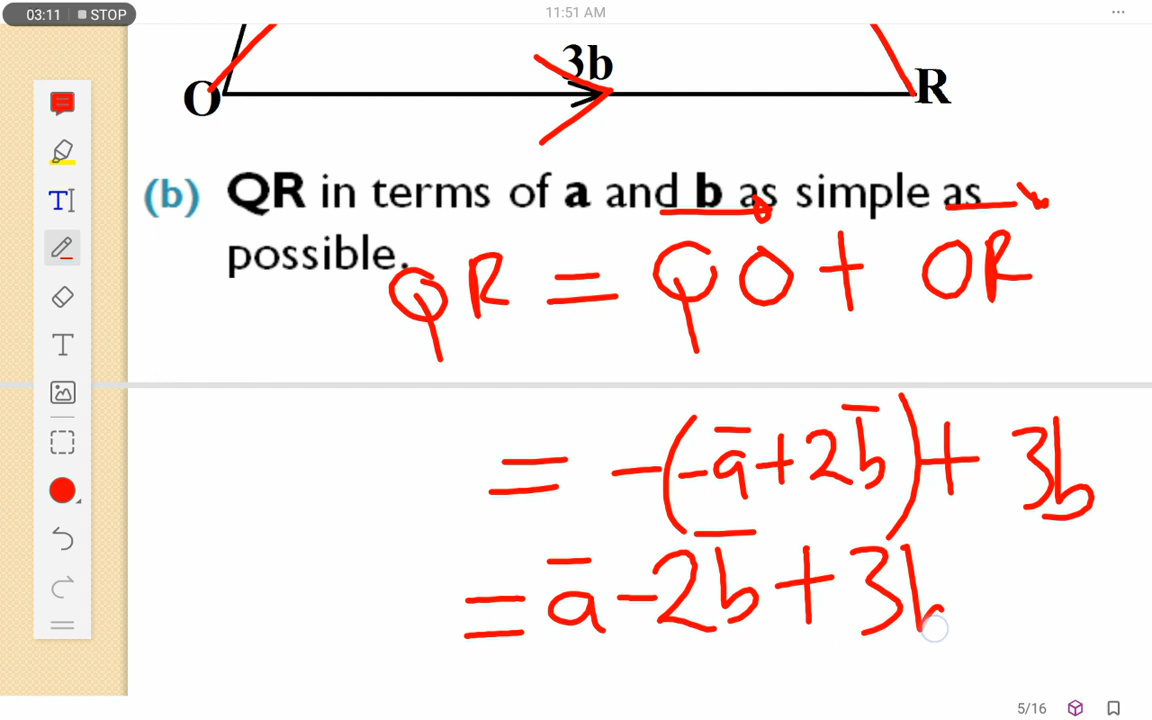 03:11 STOP
11:51 AM
3b
O R
(b) QR in terms of a and b as simple as
possible.
QR = QO + OR
= -(-a̅+2b̅)+ 3b̲
= a̅-2b̅+3b
T
T
5/16